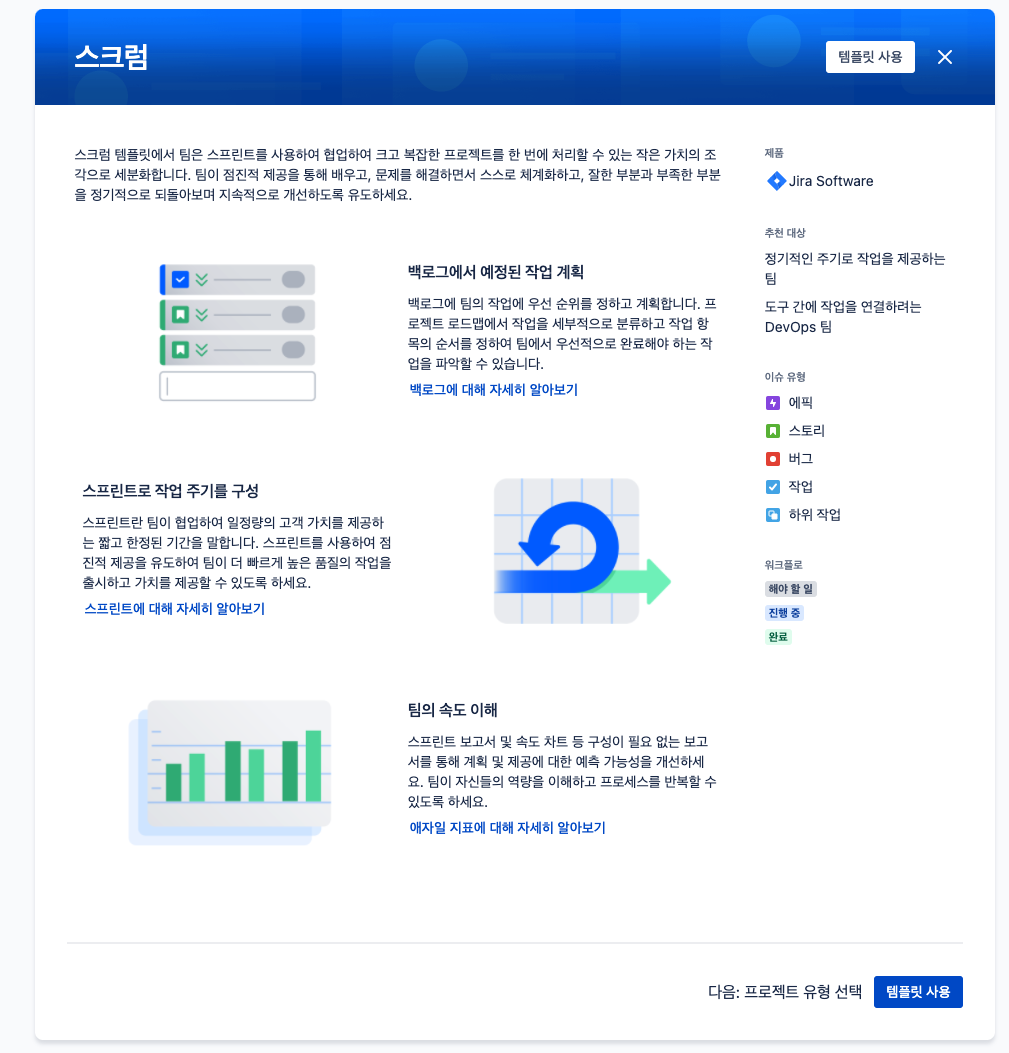 스크럼
템플릿 사용
스크럼 템플릿에서 팀은 스프린트를 사용하여 협업하여 크고 복잡한 프로젝트를 한 번에 처리할 수 있는 작은 가치의 조
각으로 세분화합니다. 팀이 점진적 제공을 통해 배우고, 문제를 해결하면서 스스로 체계화하고, 잘한 부분과 부족한 부분
을 정기적으로 되돌아보며 지속적으로 개선하도록 유도하세요.
백로그에서 예정된 작업 계획
백로그에 팀의 작업에 우선 순위를 정하고 계획합니다. 프
로젝트 로드맵에서 작업을 세부적으로 분류하고 작업 항
목의 순서를 정하여 팀에서 우선적으로 완료해야 하는 작
업을 파악할 수 있습니다.
백로그에 대해 자세히 알아보기
스프린트로 작업 주기를 구성
스프린트란 팀이 협업하여 일정량의 고객 가치를 제공하
는 짧고 한정된 기간을 말합니다. 스프린트를 사용하여 점
진적 제공을 유도하여 팀이 더 빠르게 높은 품질의 작업을
출시하고 가치를 제공할 수 있도록 하세요.
스프린트에 대해 자세히 알아보기
팀의 속도 이해
스프린트 보고서 및 속도 차트 등 구성이 필요 없는 보고
서를 통해 계획 및 제공에 대한 예측 가능성을 개선하세
요. 팀이 자신들의 역량을 이해하고 프로세스를 반복할 수
있도록 하세요.
애자일 지표에 대해 자세히 알아보기
제품
Jira Software
추천 대상
정기적인 주기로 작업을 제공하는
팀
도구 간에 작업을 연결하려는
DevOps 팀
이슈 유형
에픽
스토리
버그
작업
하위 작업
워크플로
해야 할 일
진행 중
완료
다음: 프로젝트 유형 선택
템플릿 사용